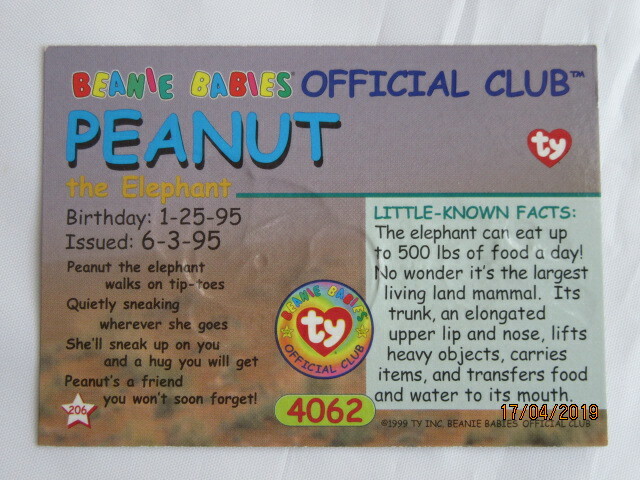 BEANIE BABIES OFFICIAL CLUB™
PEANUT
the Elephant
ty
Birthday: 1-25-95
Issued: 6-3-95
Peanut the elephant
walks on tip-toes
Quietly sneaking
wherever she goes
She'll sneak up on you
and a hug you will get
Peanut's a friend
you won't soon forget!
206
BEANIE BABIES
ty
OFFICIAL CLUB
4062
LITTLE-KNOWN FACTS:
The elephant can eat up
to 500 lbs of food a day!
No wonder it's the largest
living land mammal. Its
trunk, an elongated
upper lip and nose, lifts
heavy objects, carries
items, and transfers food
and water to its mouth.
17/04/2019
©1999 TY INC. BEANIE BABIES OFFICIAL CLUB